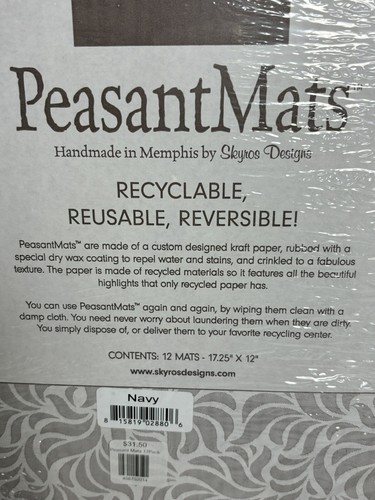 PeasantMats™
Handmade in Memphis by Skyros Designs
RECYCLABLE,
REUSABLE, REVERSIBLE!
PeasantMats™ are made of a custom designed kraft paper, rubbed with a
special dry wax coating to repel water and stains, and crinkled to a fabulous
texture. The paper is made of recycled materials so it features all the beautiful
highlights that only recycled paper has.
You can use PeasantMats™ again and again, by wiping them clean with a
damp cloth. You need never worry about laundering them when they are dirty.
You simply dispose of, or deliver them to your favorite recycling center.
CONTENTS: 12 MATS - 17.25" X 12"
www.skyrosdesigns.com
Navy
8 15819 02880 6
$31.50
Peasant Mats,